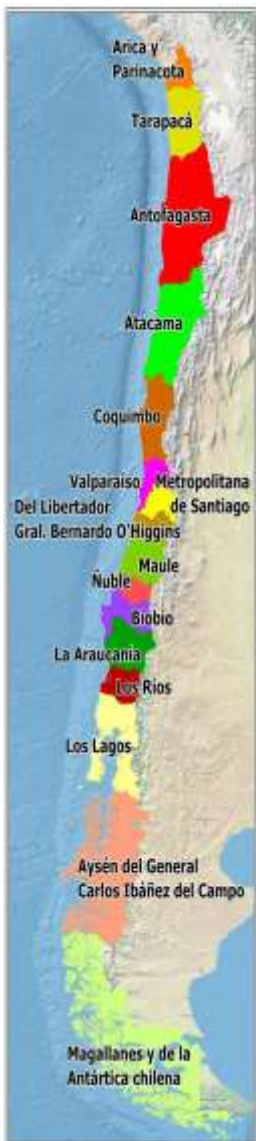 Arica y
Parinacota
Tarapacá
Antofagasta
Atacama
Coquimbo
Valparaíso
Metropolitana
de Santiago
Del Libertador
Gral. Bernardo O'Higgins
Maule
Ñuble
Biobío
La Araucanía
Los Ríos
Los Lagos
Aysén del General
Carlos Ibáñez del Campo
Magallanes y de la
Antártica chilena